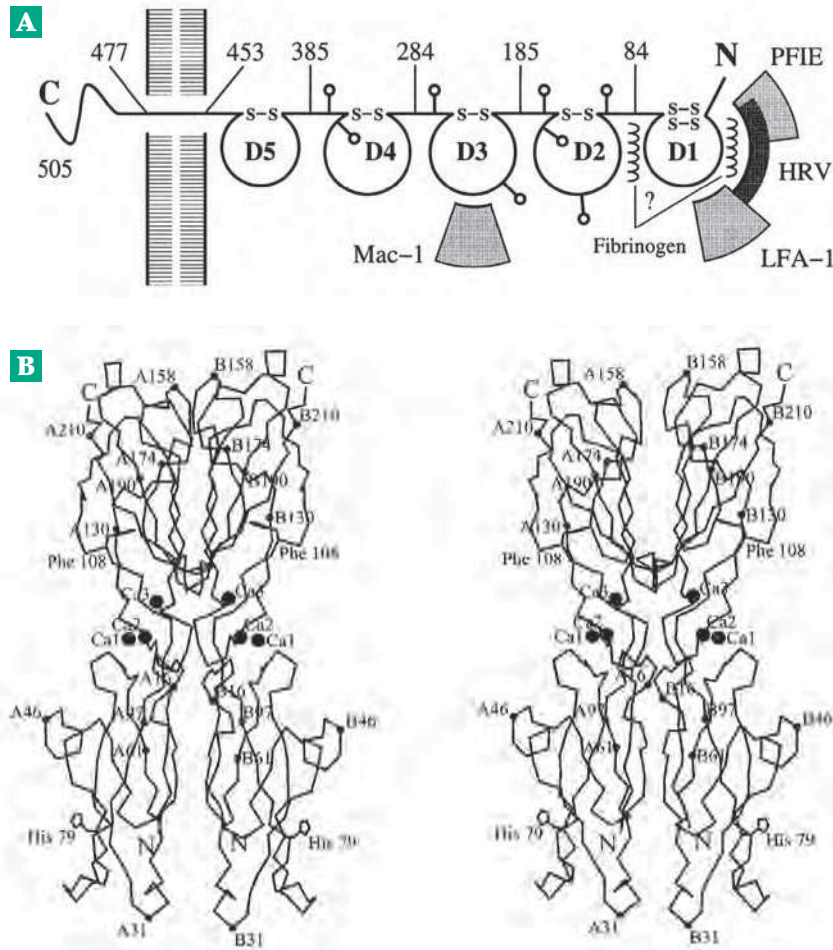 A
477 453 385 284 185 84 N PFIE
C
S–S S–S S–S S–S S–S
S–S
D5 D4 D3 D2 D1
505
HRV
?
Mac–1 Fibrinogen LFA–1
B
C A158 B158 C
A210 B210
B174
A174
A190 B190
A130 B130
Phe 108 Phe 108
Ca3 Ca3
Ca1 Ca2 Ca2 Ca1
A16 B16
A46 A97 B97 B46
A61 B61
His 79 N N His 79
A31 B31
C A158 B158 C
A210 B210
B174
A174
A190 B190
A130 B130
Phe 108 Phe 108
Ca3 Ca3
Ca1 Ca2 Ca2 Ca1
A16 B16
A46 A97 B97 B46
A61 B61
His 79 N N His 79
A31 B31